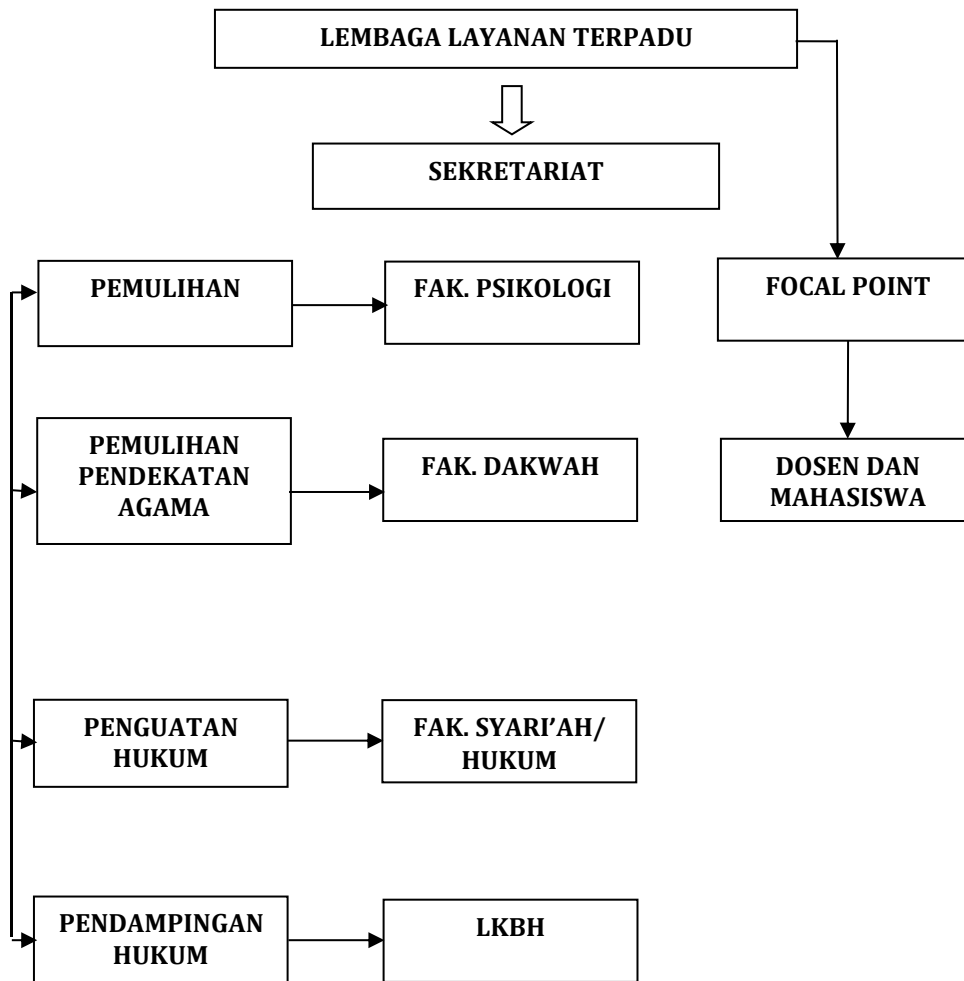 LEMBAGA LAYANAN TERPADU
SEKRETARIAT
PEMULIHAN
FAK. PSIKOLOGI
FOCAL POINT
PEMULIHAN
PENDEKATAN
AGAMA
FAK. DAKWAH
DOSEN DAN
MAHASISWA
PENGUATAN
HUKUM
FAK. SYARI’AH/
HUKUM
PENDAMPINGAN
HUKUM
LKBH